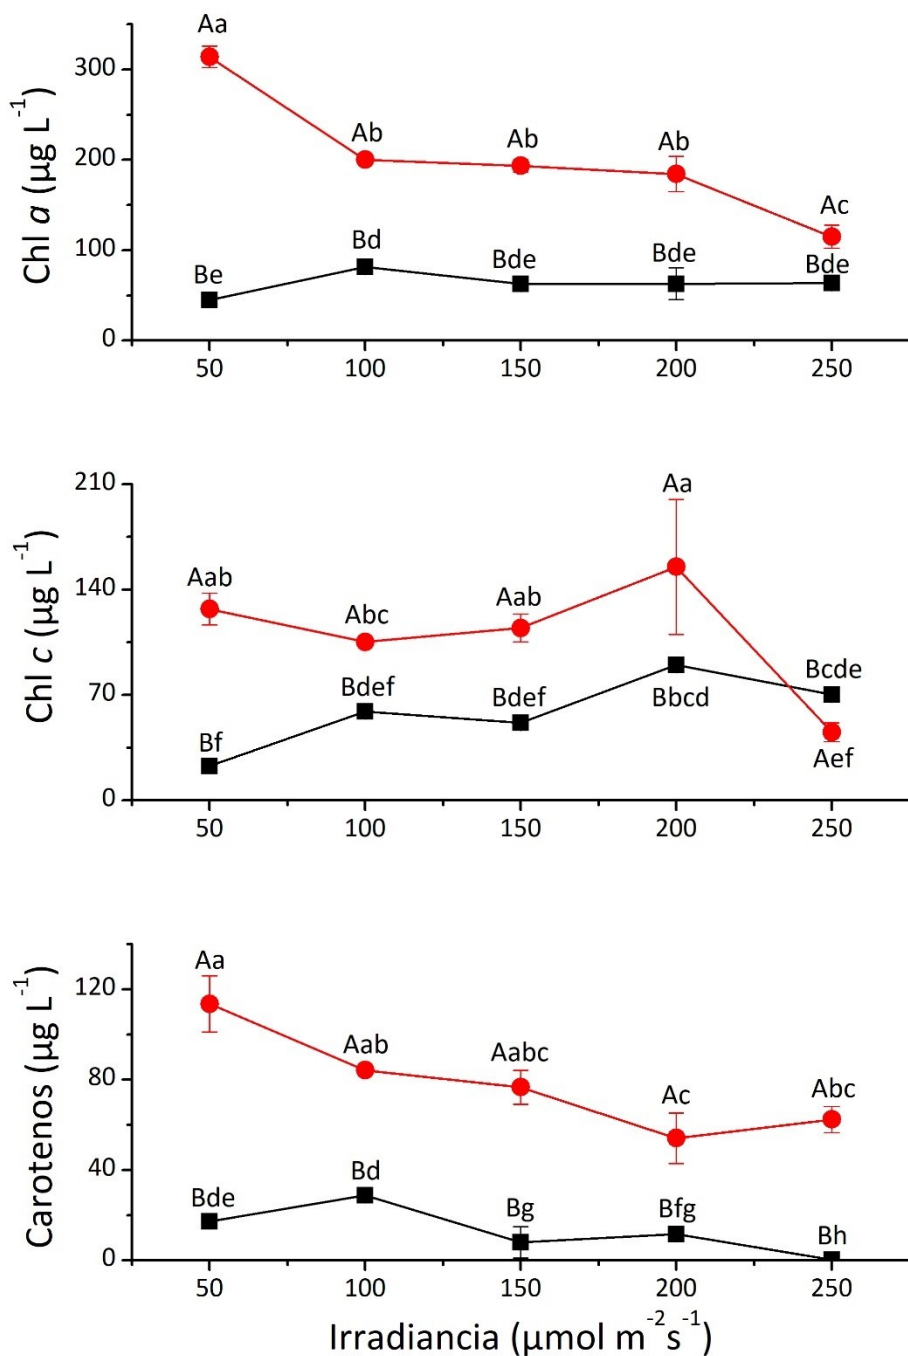 Aa
300
Ab
Ab
Ab
200
Ac
Chl a (µg L⁻¹)
100
Be
Bd
Bde
Bde
Bde
0
50 100 150 200 250
210
Aa
Aab
Abc
Aab
140
Chl c (µg L⁻¹)
70
Bf
Bdef
Bdef
Bbcd
Bcde
Aef
0
50 100 150 200 250
Aa
120
Aab
Aabc
Ac
Abc
80
Carotenos (µg L⁻¹)
40
Bde
Bd
Bg
Bfg
Bh
0
50 100 150 200 250
Irradiancia (µmol m⁻² s⁻¹)